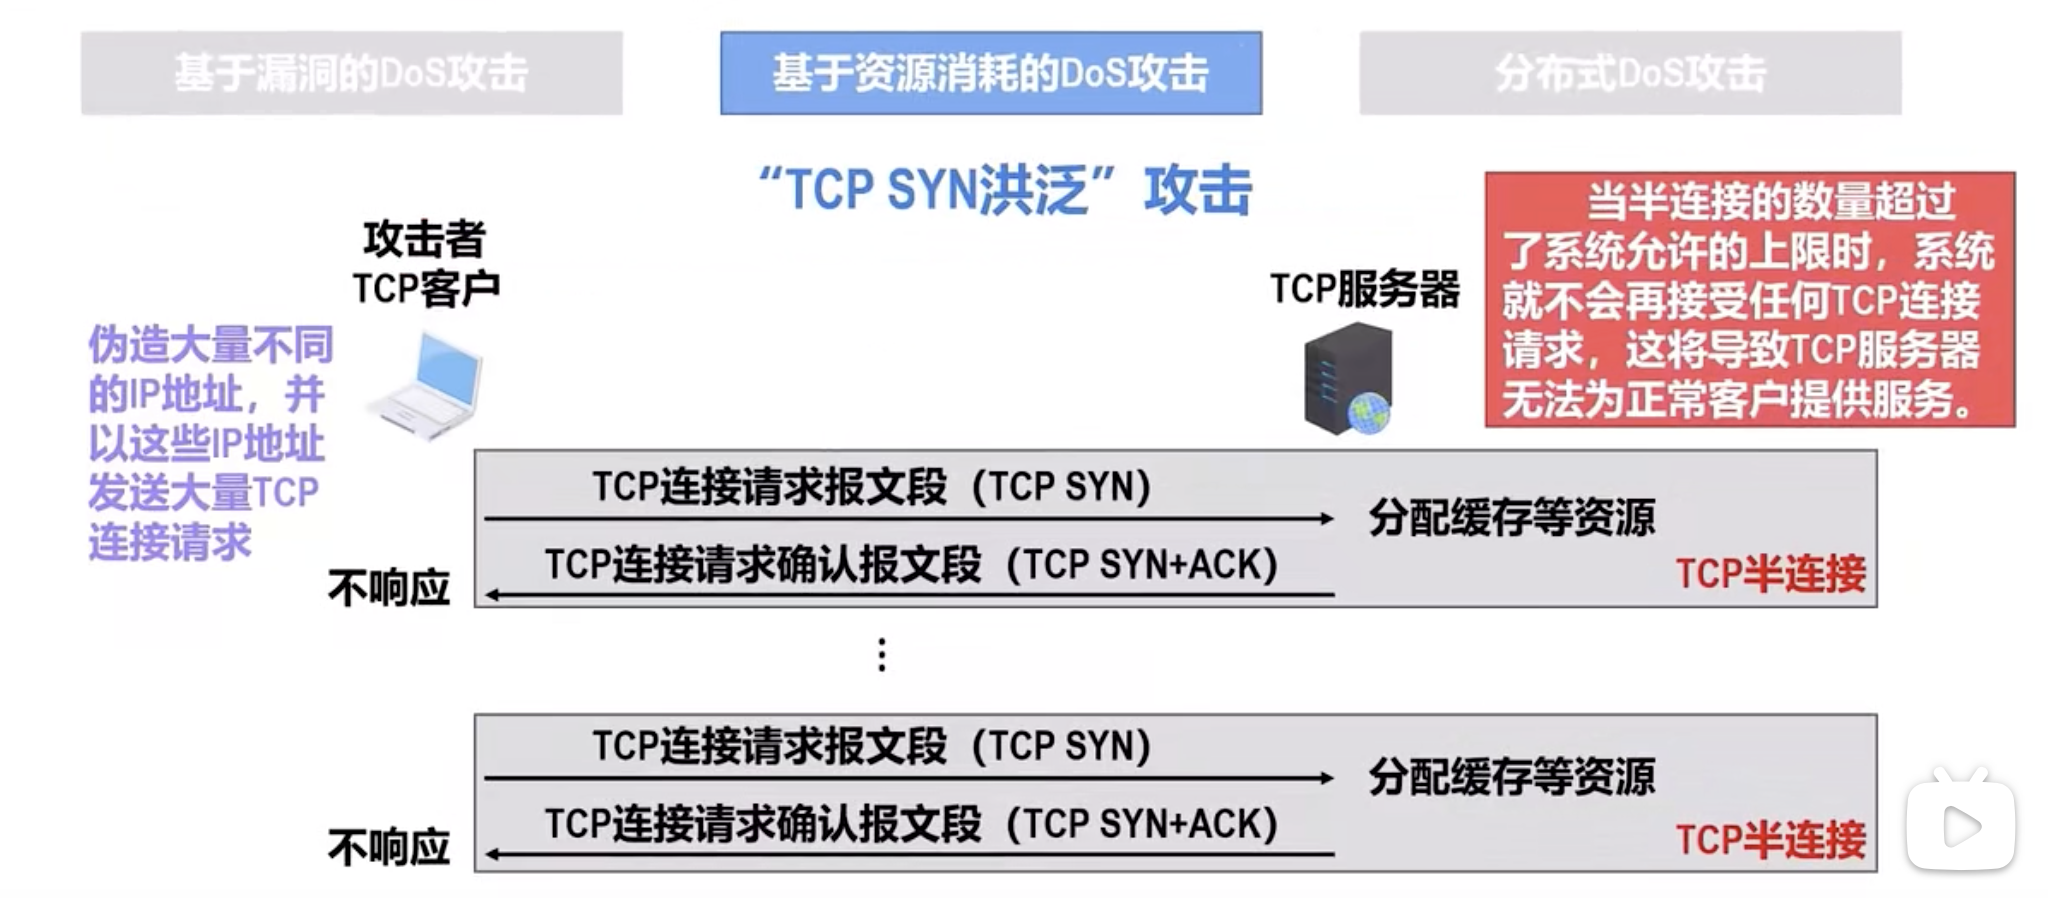 基于漏洞的DoS攻击
基于资源消耗的DoS攻击
分布式DoS攻击
“TCP SYN洪泛”攻击
攻击者
TCP客户
TCP服务器
当半连接的数量超过
了系统允许的上限时，系统
就不会再接受任何TCP连接
请求，这将导致TCP服务器
无法为正常客户提供服务。
伪造大量不同
的IP地址，并
以这些IP地址
发送大量TCP
连接请求
TCP连接请求报文段（TCP SYN）
分配缓存等资源
TCP连接请求确认报文段（TCP SYN+ACK）
TCP半连接
不响应
⋮
TCP连接请求报文段（TCP SYN）
分配缓存等资源
TCP连接请求确认报文段（TCP SYN+ACK）
TCP半连接
不响应